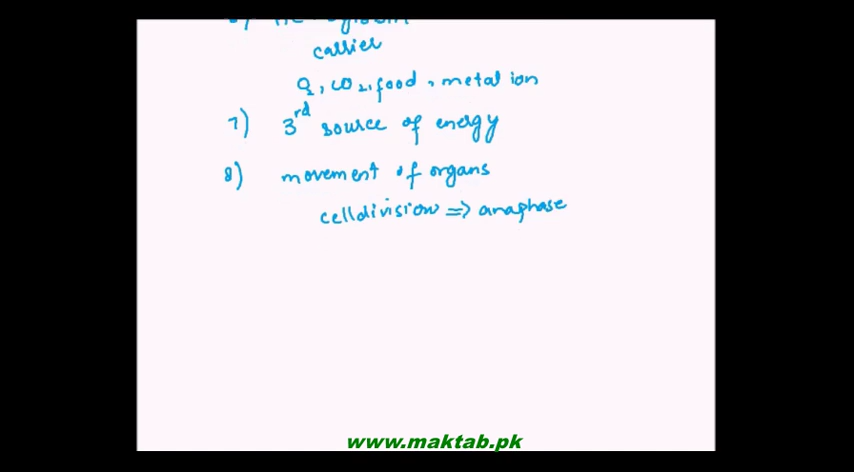 carrier
O2, CO2, food, metal ion
7) 3rd source of energy
8) movement of organs
celldivision => anaphase
www.maktab.pk